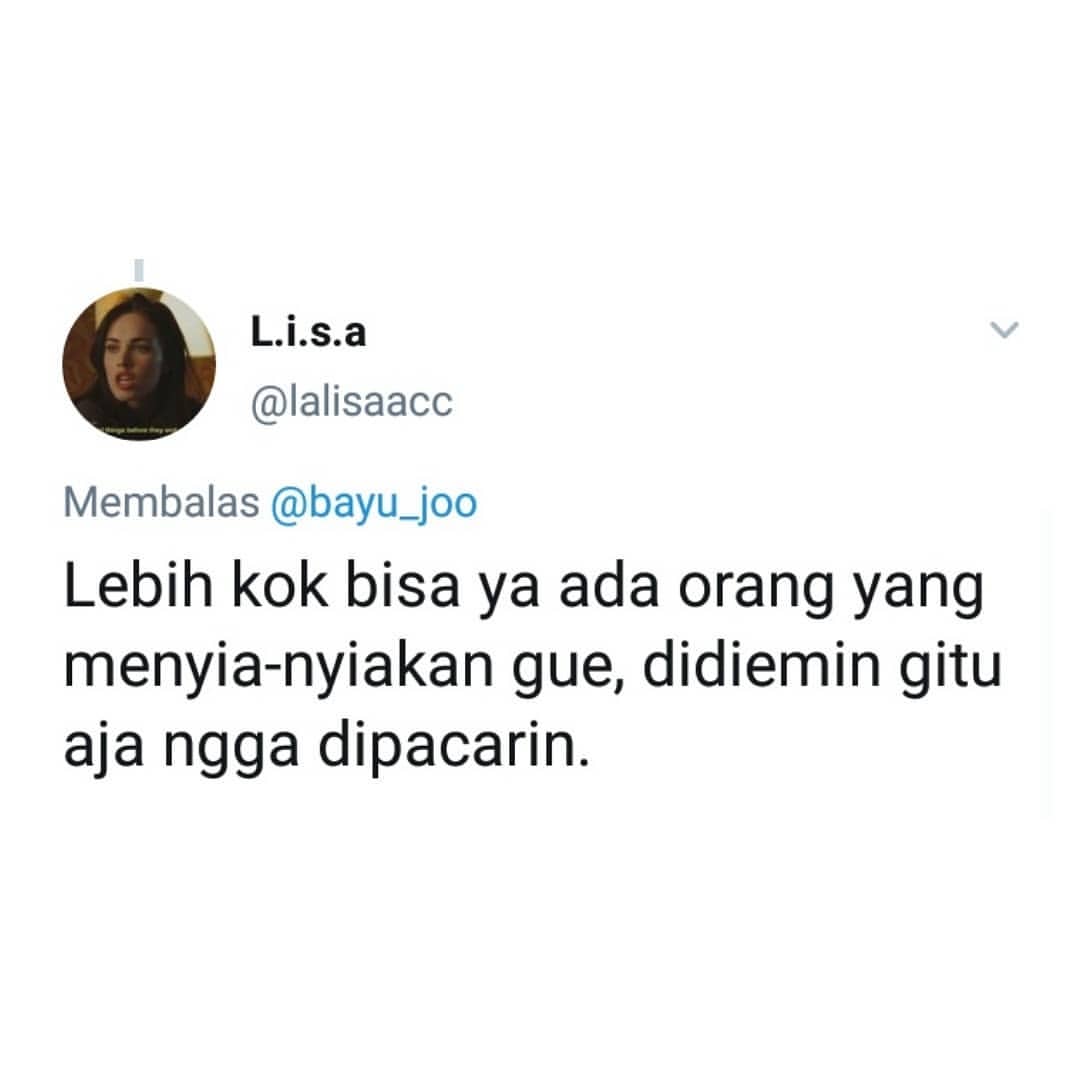 L.i.s.a
@lalisaacc
Membalas @bayu_joo
Lebih kok bisa ya ada orang yang
menyia-nyiakan gue, didiemin gitu
aja ngga dipacarin.